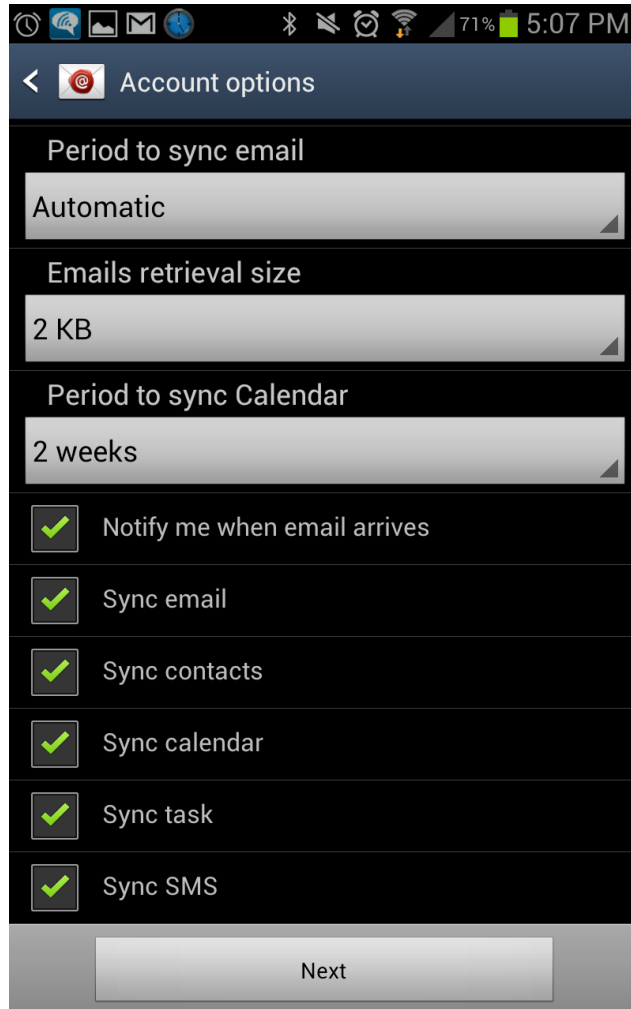 71% 5:07 PM
Account options
Period to sync email
Automatic
Emails retrieval size
2 KB
Period to sync Calendar
2 weeks
Notify me when email arrives
Sync email
Sync contacts
Sync calendar
Sync task
Sync SMS
Next